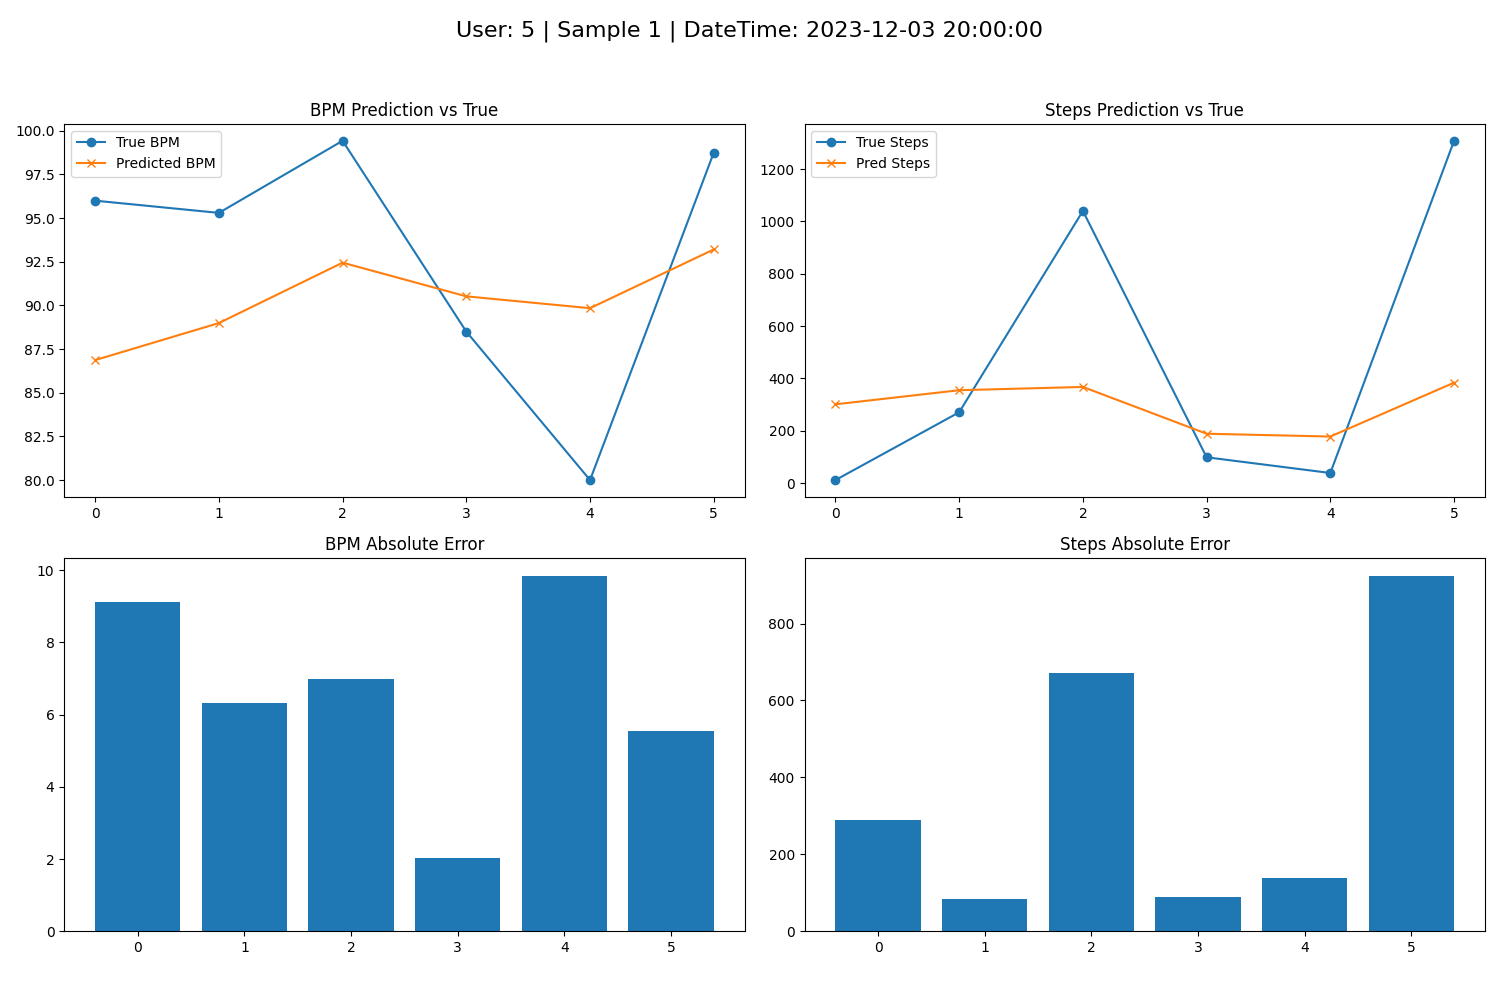 User: 5 | Sample 1 | DateTime: 2023-12-03 20:00:00
BPM Prediction vs True
100.0
97.5
95.0
92.5
90.0
87.5
85.0
82.5
80.0
True BPM
Predicted BPM
0 1 2 3 4 5
Steps Prediction vs True
1200
1000
800
600
400
200
0
True Steps
Pred Steps
0 1 2 3 4 5
BPM Absolute Error
10
8
6
4
2
0
0 1 2 3 4 5
Steps Absolute Error
800
600
400
200
0
0 1 2 3 4 5